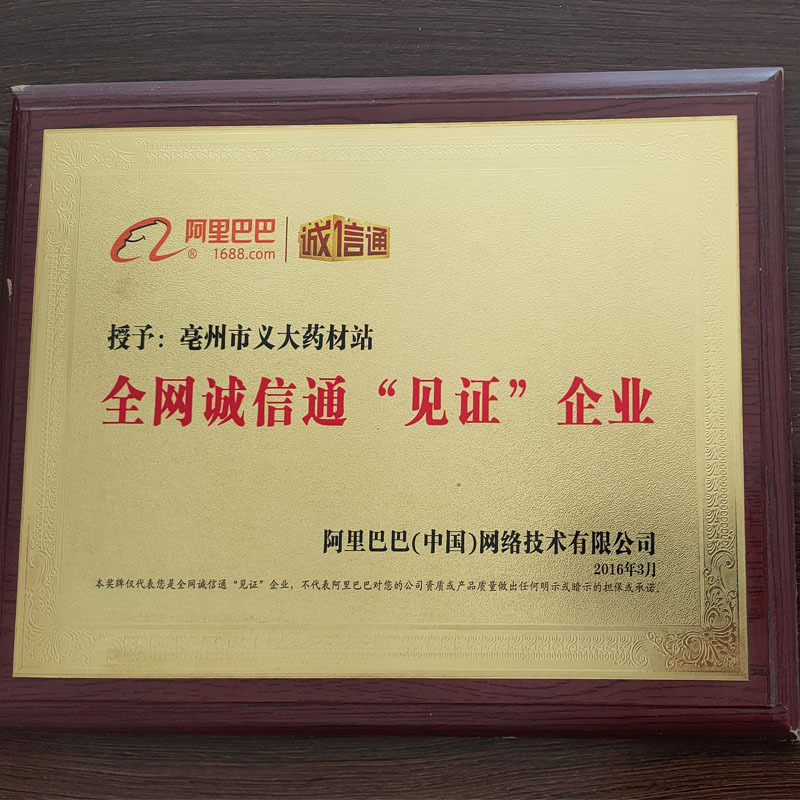 阿里巴巴 诚信通
® 1688.com
授予：亳州市义大药材站
全网诚信通“见证”企业
阿里巴巴(中国)网络技术有限公司
2016年3月
本奖牌仅代表您是全网诚信通“见证”企业，不代表阿里巴巴对您的公司资质或产品质量做出任何明示或暗示的担保或承诺。